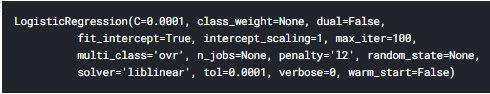 LogisticRegression(C=0.0001, class_weight=None, dual=False,
fit_intercept=True, intercept_scaling=1, max_iter=100,
multi_class='ovr', n_jobs=None, penalty='l2', random_state=None,
solver='liblinear', tol=0.0001, verbose=0, warm_start=False)